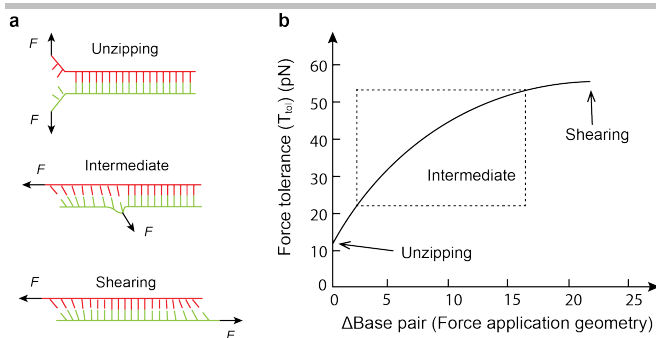 a
F
Unzipping
F
Intermediate
F
F
Shearing
F
F
b
Force tolerance (Ttol) (pN)
60
50
40
30
20
10
0
Shearing
Intermediate
Unzipping
0 5 10 15 20 25
ΔBase pair (Force application geometry)